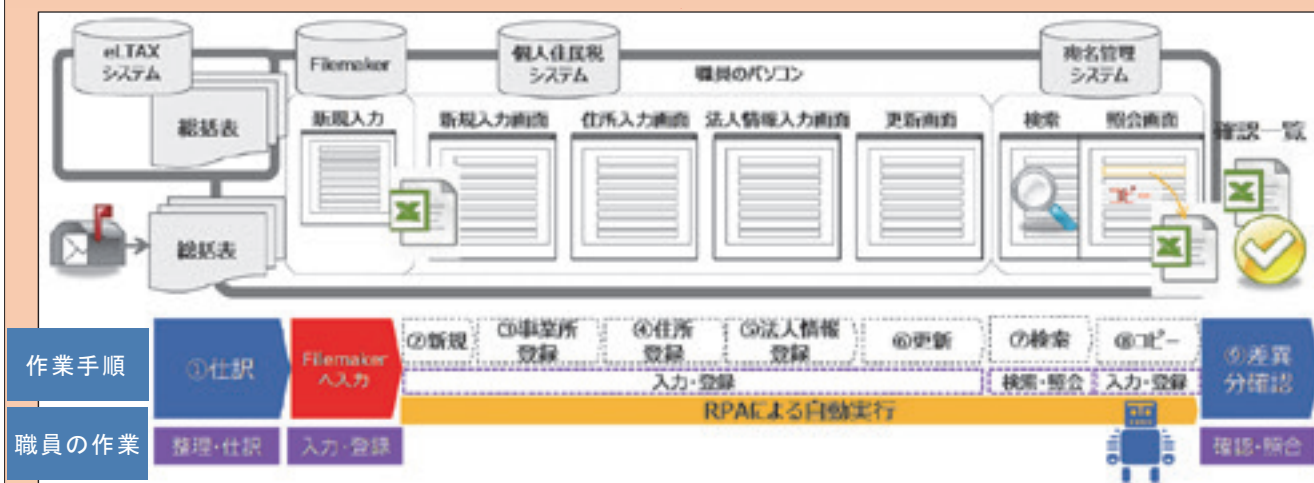 eLTAX
システム
Filemaker
個人住民税
システム
職員のパソコン
宛名管理
システム
総括表
新規入力
新規入力画面
住所入力画面
法人情報入力画面
更新画面
検索
照会画面
確認一覧
コピー
総括表
作業手順
①仕訳
Filemaker
へ入力
②新規
③事業所
登録
④住所
登録
⑤法人情報
登録
⑥更新
⑦検索
⑧コピー
⑨差異
分確認
入力・登録
検索・照会
入力・登録
RPAによる自動実行
職員の作業
整理・仕訳
入力・登録
確認・照合